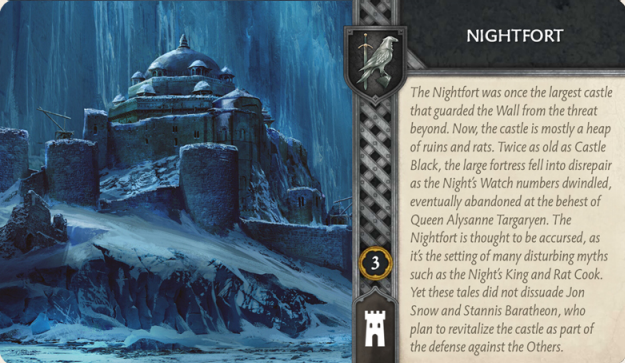 NIGHTFORT
The Nightfort was once the largest castle
that guarded the Wall from the threat
beyond. Now, the castle is mostly a heap
of ruins and rats. Twice as old as Castle
Black, the large fortress fell into disrepair
as the Night's Watch numbers dwindled,
eventually abandoned at the behest of
Queen Alysanne Targaryen. The
Nightfort is thought to be accursed, as
it's the setting of many disturbing myths
such as the Night's King and Rat Cook.
Yet these tales did not dissuade Jon
Snow and Stannis Baratheon, who
plan to revitalize the castle as part of
the defense against the Others.
3